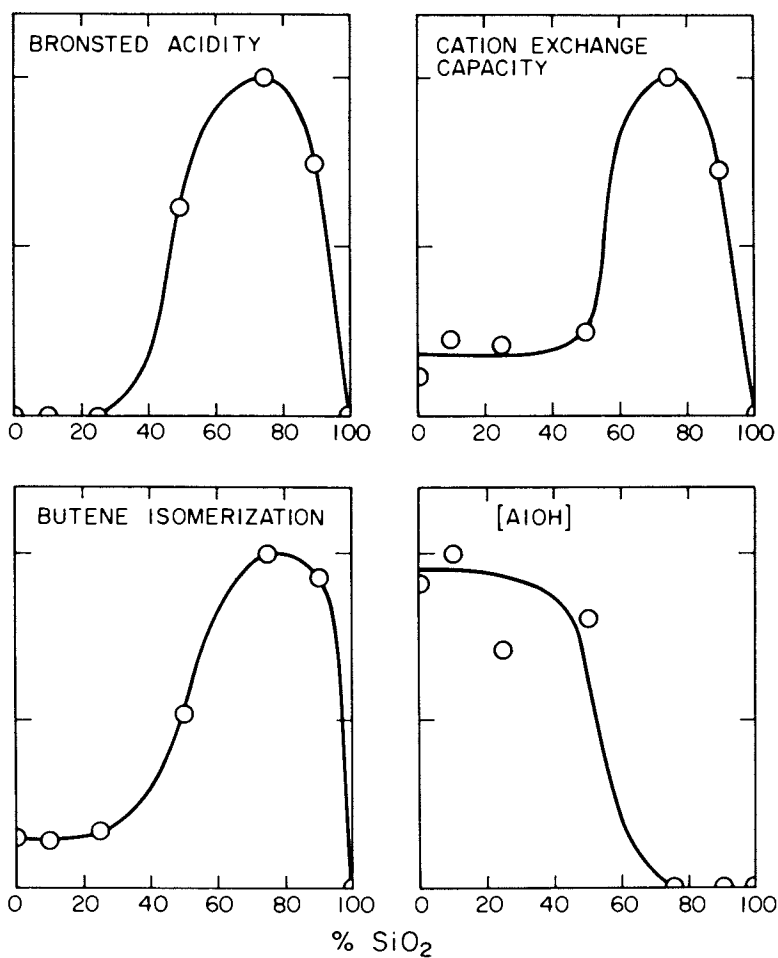 BRONSTED ACIDITY
0 20 40 60 80 100
CATION EXCHANGE
CAPACITY
0 20 40 60 80 100
BUTENE ISOMERIZATION
0 20 40 60 80 100
[AlOH]
0 20 40 60 80 100
% SiO₂